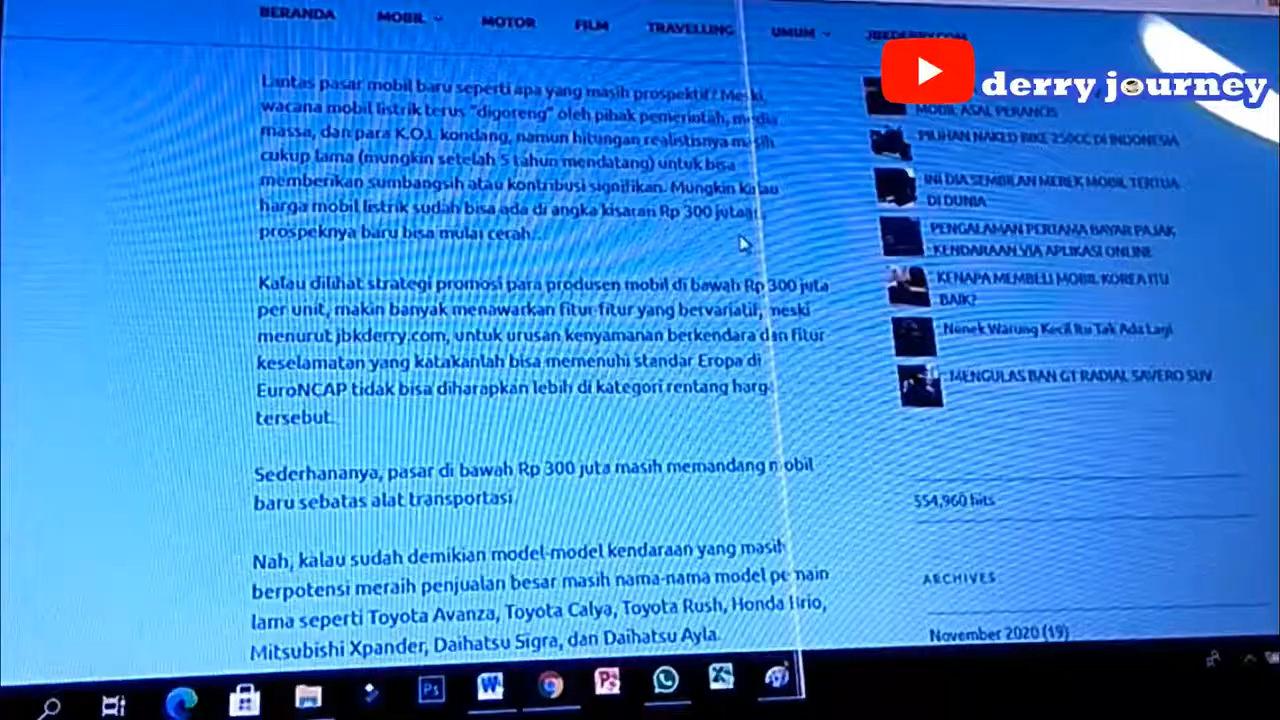 BERANDA MOBIL MOTOR FILM TRAVELLING UMUM JBKDERRY.COM
derry journey
Lantas pasar mobil baru seperti apa yang masih prospektif? Meski,
wacana mobil listrik terus "digoreng" oleh pihak pemerintah, media
massa, dan para K.O.L kondang, namun hitungan realistisnya masih
cukup lama (mungkin setelah 5 tahun mendatang) untuk bisa
memberikan sumbangsih atau kontribusi signifikan. Mungkin kalau
harga mobil listrik sudah bisa ada di angka kisaran Rp 300 jutaan,
prospeknya baru bisa mulai cerah.
Kalau dilihat strategi promosi para produsen mobil di bawah Rp 300 juta
per unit, makin banyak menawarkan fitur-fitur yang bervariatif, meski
menurut jbkderry.com, untuk urusan kenyamanan berkendara dan fitur
keselamatan yang katakanlah bisa memenuhi standar Eropa di
EuroNCAP tidak bisa diharapkan lebih di kategori rentang harga
tersebut.
Sederhananya, pasar di bawah Rp 300 juta masih memandang mobil
baru sebatas alat transportasi
Nah, kalau sudah demikian model-model kendaraan yang masih
berpotensi meraih penjualan besar masih nama-nama model pemain
lama seperti Toyota Avanza, Toyota Calya, Toyota Rush, Honda Brio,
Mitsubishi Xpander, Daihatsu Sigra, dan Daihatsu Ayla.
MOBIL ASAL PERANCIS
PILIHAN NAKED BIKE 250CC DI INDONESIA
INI DIA SEMBILAN MEREK MOBIL TERTUA
DI DUNIA
PENGALAMAN PERTAMA BAYAR PAJAK
KENDARAAN VIA APLIKASI ONLINE
KENAPA MEMBELI MOBIL KOREA ITU
BAIK?
Nenek Warung Kecil Itu Tak Ada Lagi
MENGULAS BAN GT RADIAL SAVERO SUV
554,960 hits
ARCHIVES
November 2020 (19)